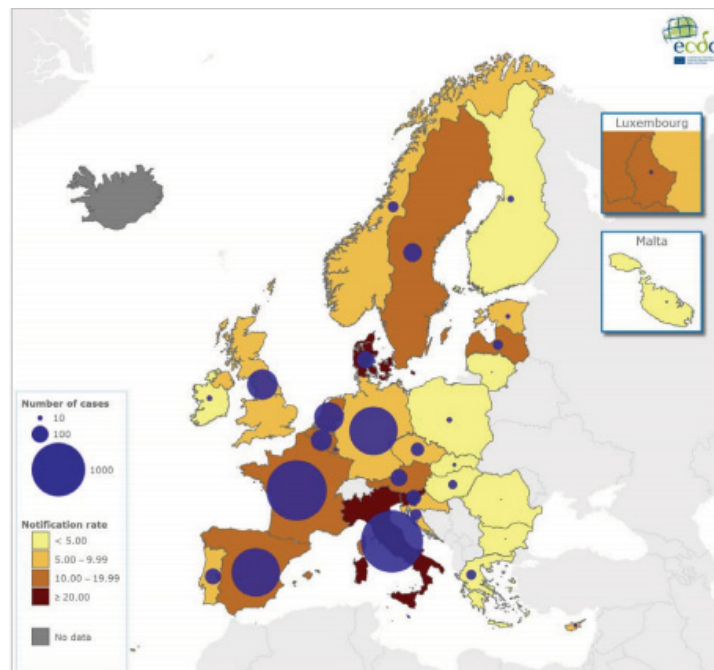 ecdc
Luxembourg
Malta
Number of cases
10
100
1000
Notification rate
< 5.00
5.00 – 9.99
10.00 – 19.99
≥ 20.00
No data